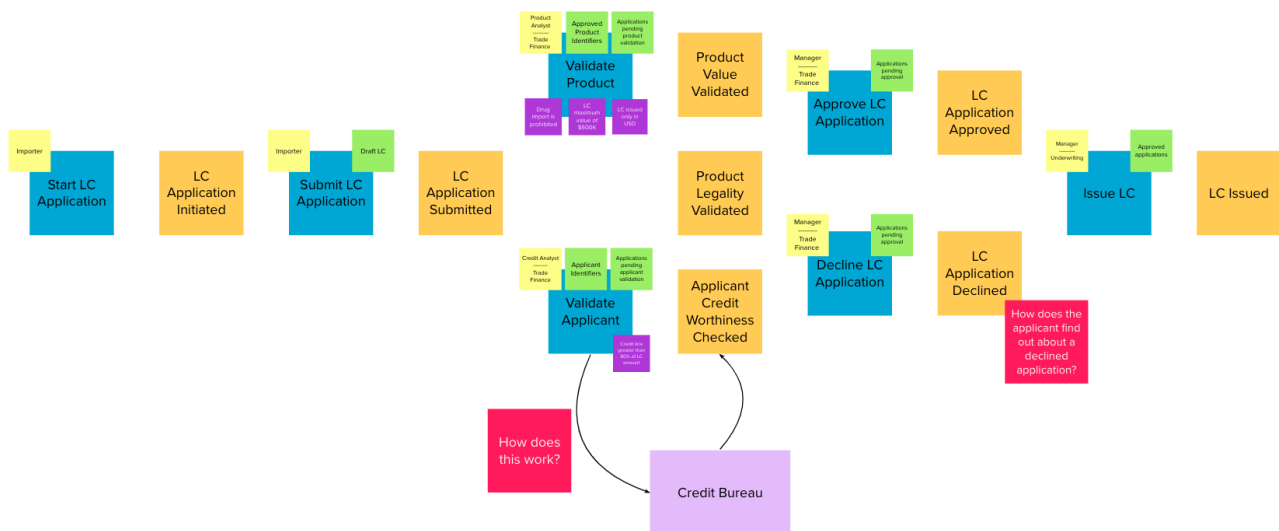 Product
Analyst
---------
Trade
Finance
Approved
Product
Identifiers
Applications
pending
product
validation
Validate
Product
Drug
import is
prohibited
LC
maximum
value of
$500K
LC issued
only in
USD
Product
Value
Validated
Manager
---------
Trade
Finance
Applications
pending
approval
Approve LC
Application
LC
Application
Approved
Importer
Start LC
Application
LC
Application
Initiated
Importer
Draft LC
Submit LC
Application
LC
Application
Submitted
Product
Legality
Validated
Manager
---------
Underwriting
Approved
applications
Issue LC
LC Issued
Manager
---------
Trade
Finance
Applications
pending
approval
Decline LC
Application
LC
Application
Declined
How does the
applicant find
out about a
declined
application?
Credit Analyst
---------
Trade
Finance
Applicant
Identifiers
Applications
pending
applicant
validation
Validate
Applicant
Credit line
greater than
80% of LC
amount
Applicant
Credit
Worthiness
Checked
How does
this work?
Credit Bureau